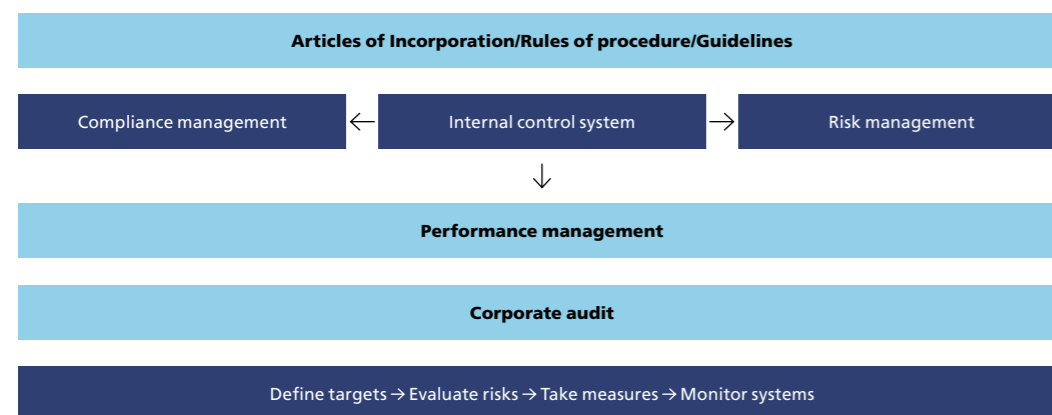 Articles of Incorporation/Rules of procedure/Guidelines
Compliance management ← Internal control system → Risk management
↓
Performance management
Corporate audit
Define targets → Evaluate risks → Take measures → Monitor systems